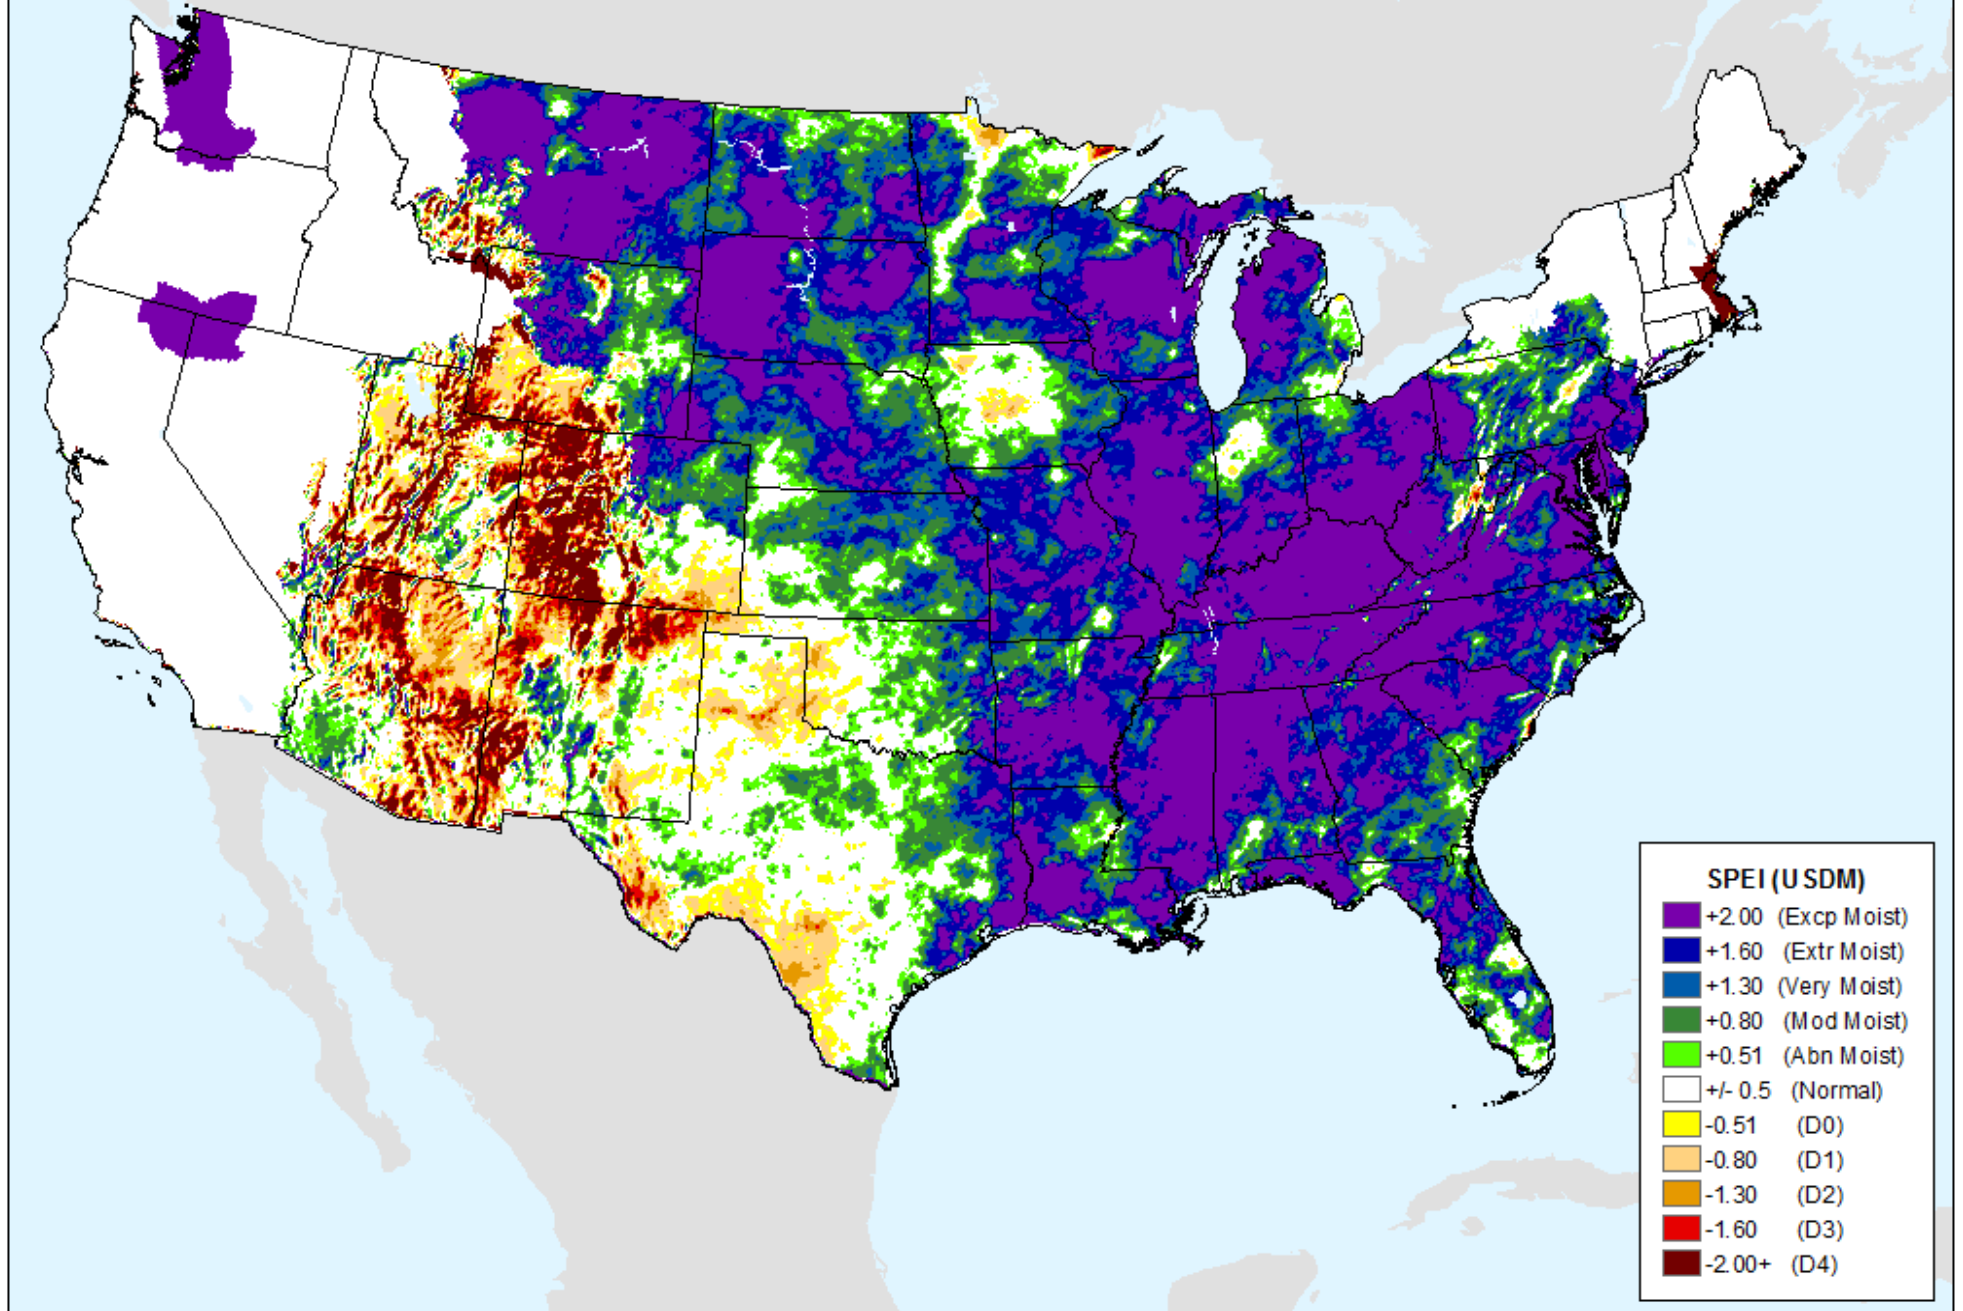 SPEI (USDM)
+2.00 (Excp Moist)
+1.60 (Extr Moist)
+1.30 (Very Moist)
+0.80 (Mod Moist)
+0.51 (Abn Moist)
+/- 0.5 (Normal)
-0.51 (D0)
-0.80 (D1)
-1.30 (D2)
-1.60 (D3)
-2.00+ (D4)